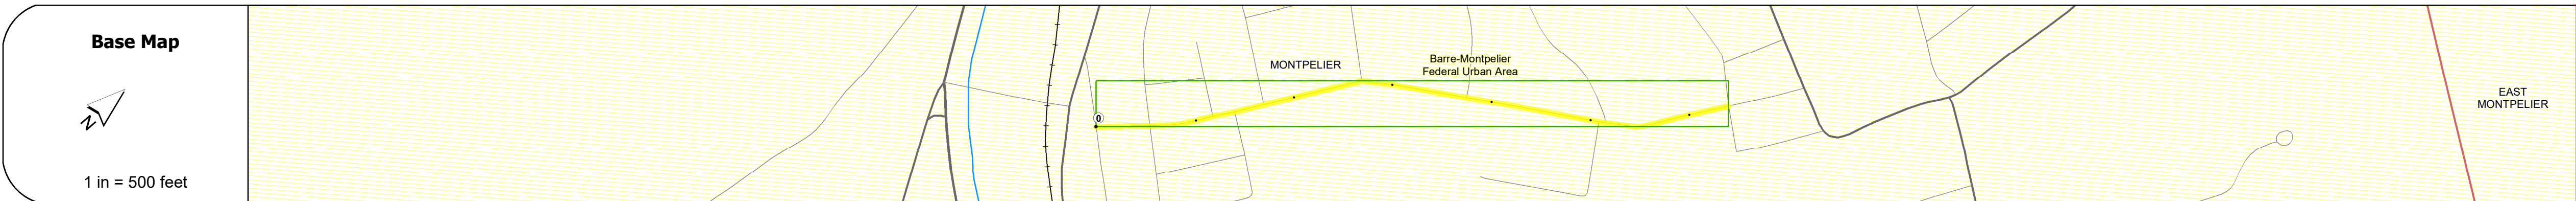 Base Map
N
1 in = 500 feet
0
MONTPELIER
Barre-Montpelier
Federal Urban Area
EAST
MONTPELIER